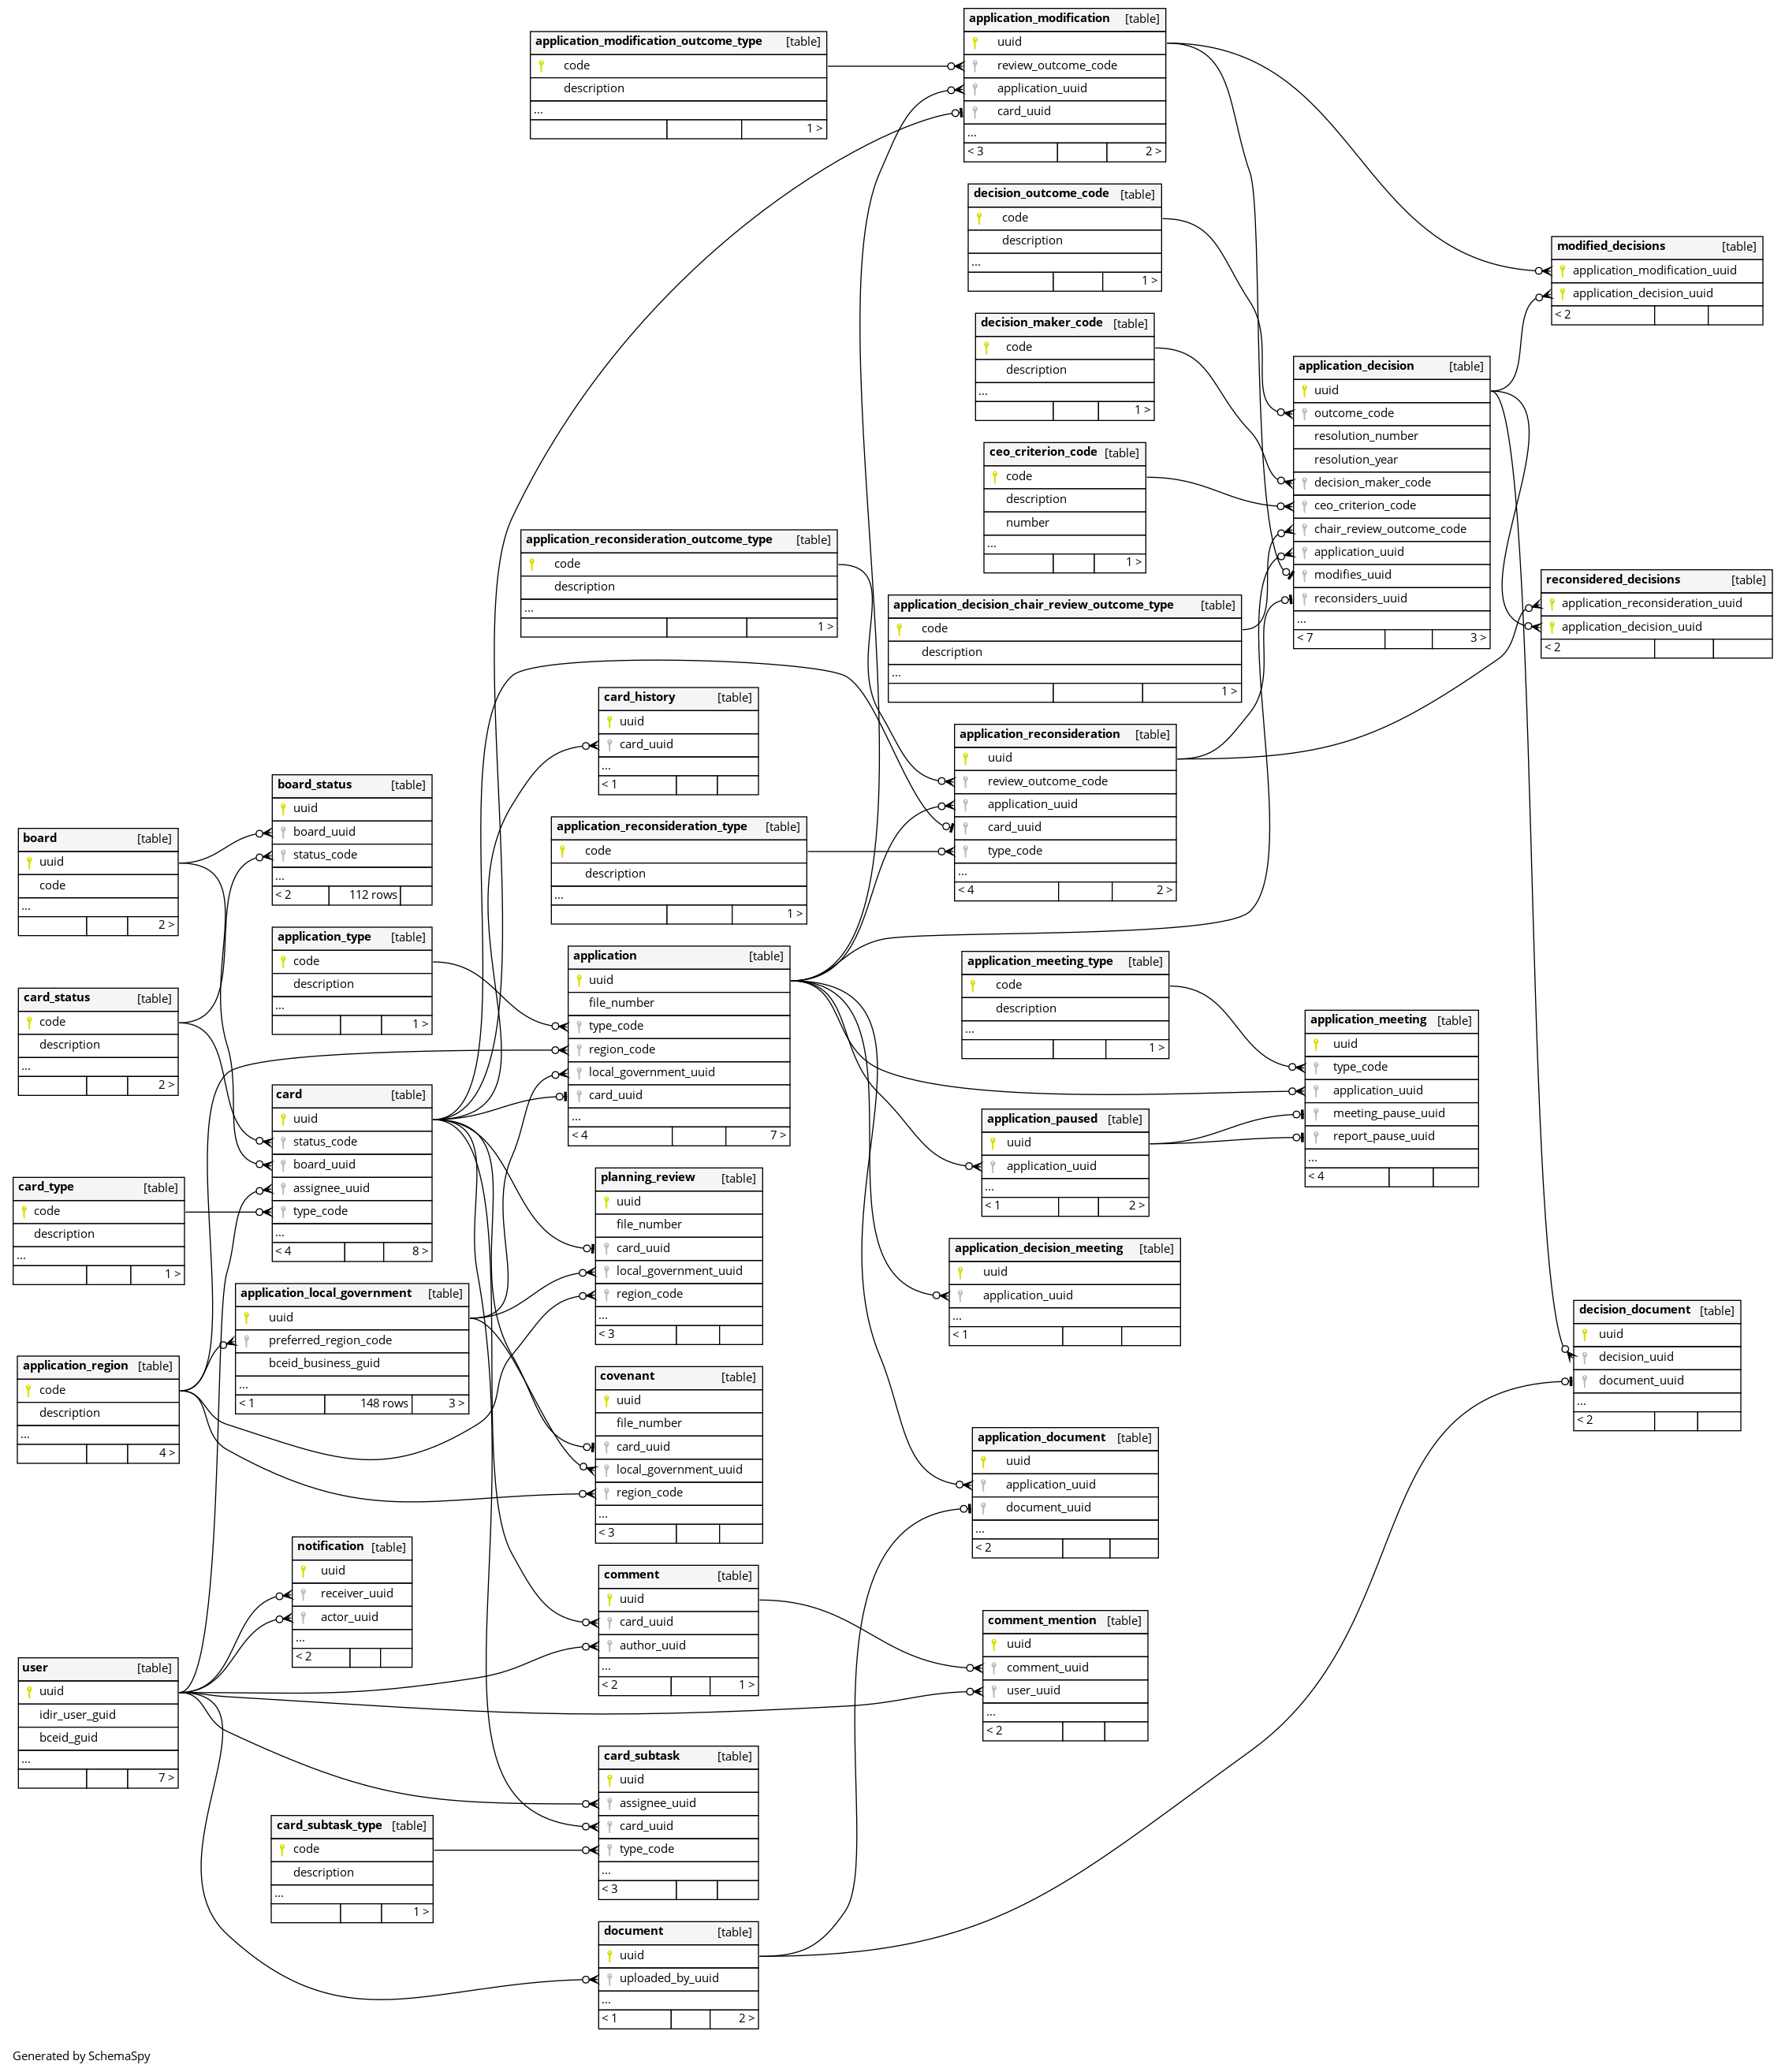 application_modification_outcome_type [table]
code
description
...
1 >
application_modification [table]
uuid
review_outcome_code
application_uuid
card_uuid
...
< 3 2 >
decision_outcome_code [table]
code
description
...
1 >
modified_decisions [table]
application_modification_uuid
application_decision_uuid
< 2
decision_maker_code [table]
code
description
...
1 >
application_decision [table]
uuid
outcome_code
resolution_number
resolution_year
decision_maker_code
ceo_criterion_code
chair_review_outcome_code
application_uuid
modifies_uuid
reconsiders_uuid
...
< 7 3 >
ceo_criterion_code [table]
code
description
number
...
1 >
application_reconsideration_outcome_type [table]
code
description
...
1 >
reconsidered_decisions [table]
application_reconsideration_uuid
application_decision_uuid
< 2
application_decision_chair_review_outcome_type [table]
code
description
...
1 >
card_history [table]
uuid
card_uuid
...
< 1
application_reconsideration [table]
uuid
review_outcome_code
application_uuid
card_uuid
type_code
...
< 4 2 >
board_status [table]
uuid
board_uuid
status_code
...
< 2 112 rows
board [table]
uuid
code
...
2 >
application_reconsideration_type [table]
code
description
...
1 >
application_type [table]
code
description
...
1 >
application [table]
uuid
file_number
type_code
region_code
local_government_uuid
card_uuid
...
< 4 7 >
application_meeting_type [table]
code
description
...
1 >
card_status [table]
code
description
...
2 >
application_meeting [table]
uuid
type_code
application_uuid
meeting_pause_uuid
report_pause_uuid
...
< 4
card [table]
uuid
status_code
board_uuid
assignee_uuid
type_code
...
< 4 8 >
application_paused [table]
uuid
application_uuid
...
< 1 2 >
card_type [table]
code
description
...
1 >
planning_review [table]
uuid
file_number
card_uuid
local_government_uuid
region_code
...
< 3
application_decision_meeting [table]
uuid
application_uuid
...
< 1
application_local_government [table]
uuid
preferred_region_code
bceid_business_guid
...
< 1 148 rows 3 >
decision_document [table]
uuid
decision_uuid
document_uuid
...
< 2
application_region [table]
code
description
...
4 >
covenant [table]
uuid
file_number
card_uuid
local_government_uuid
region_code
...
< 3
application_document [table]
uuid
application_uuid
document_uuid
...
< 2
notification [table]
uuid
receiver_uuid
actor_uuid
...
< 2
comment [table]
uuid
card_uuid
author_uuid
...
< 2 1 >
comment_mention [table]
uuid
comment_uuid
user_uuid
...
< 2
user [table]
uuid
idir_user_guid
bceid_guid
...
7 >
card_subtask [table]
uuid
assignee_uuid
card_uuid
type_code
...
< 3
card_subtask_type [table]
code
description
...
1 >
document [table]
uuid
uploaded_by_uuid
...
< 1 2 >
Generated by SchemaSpy